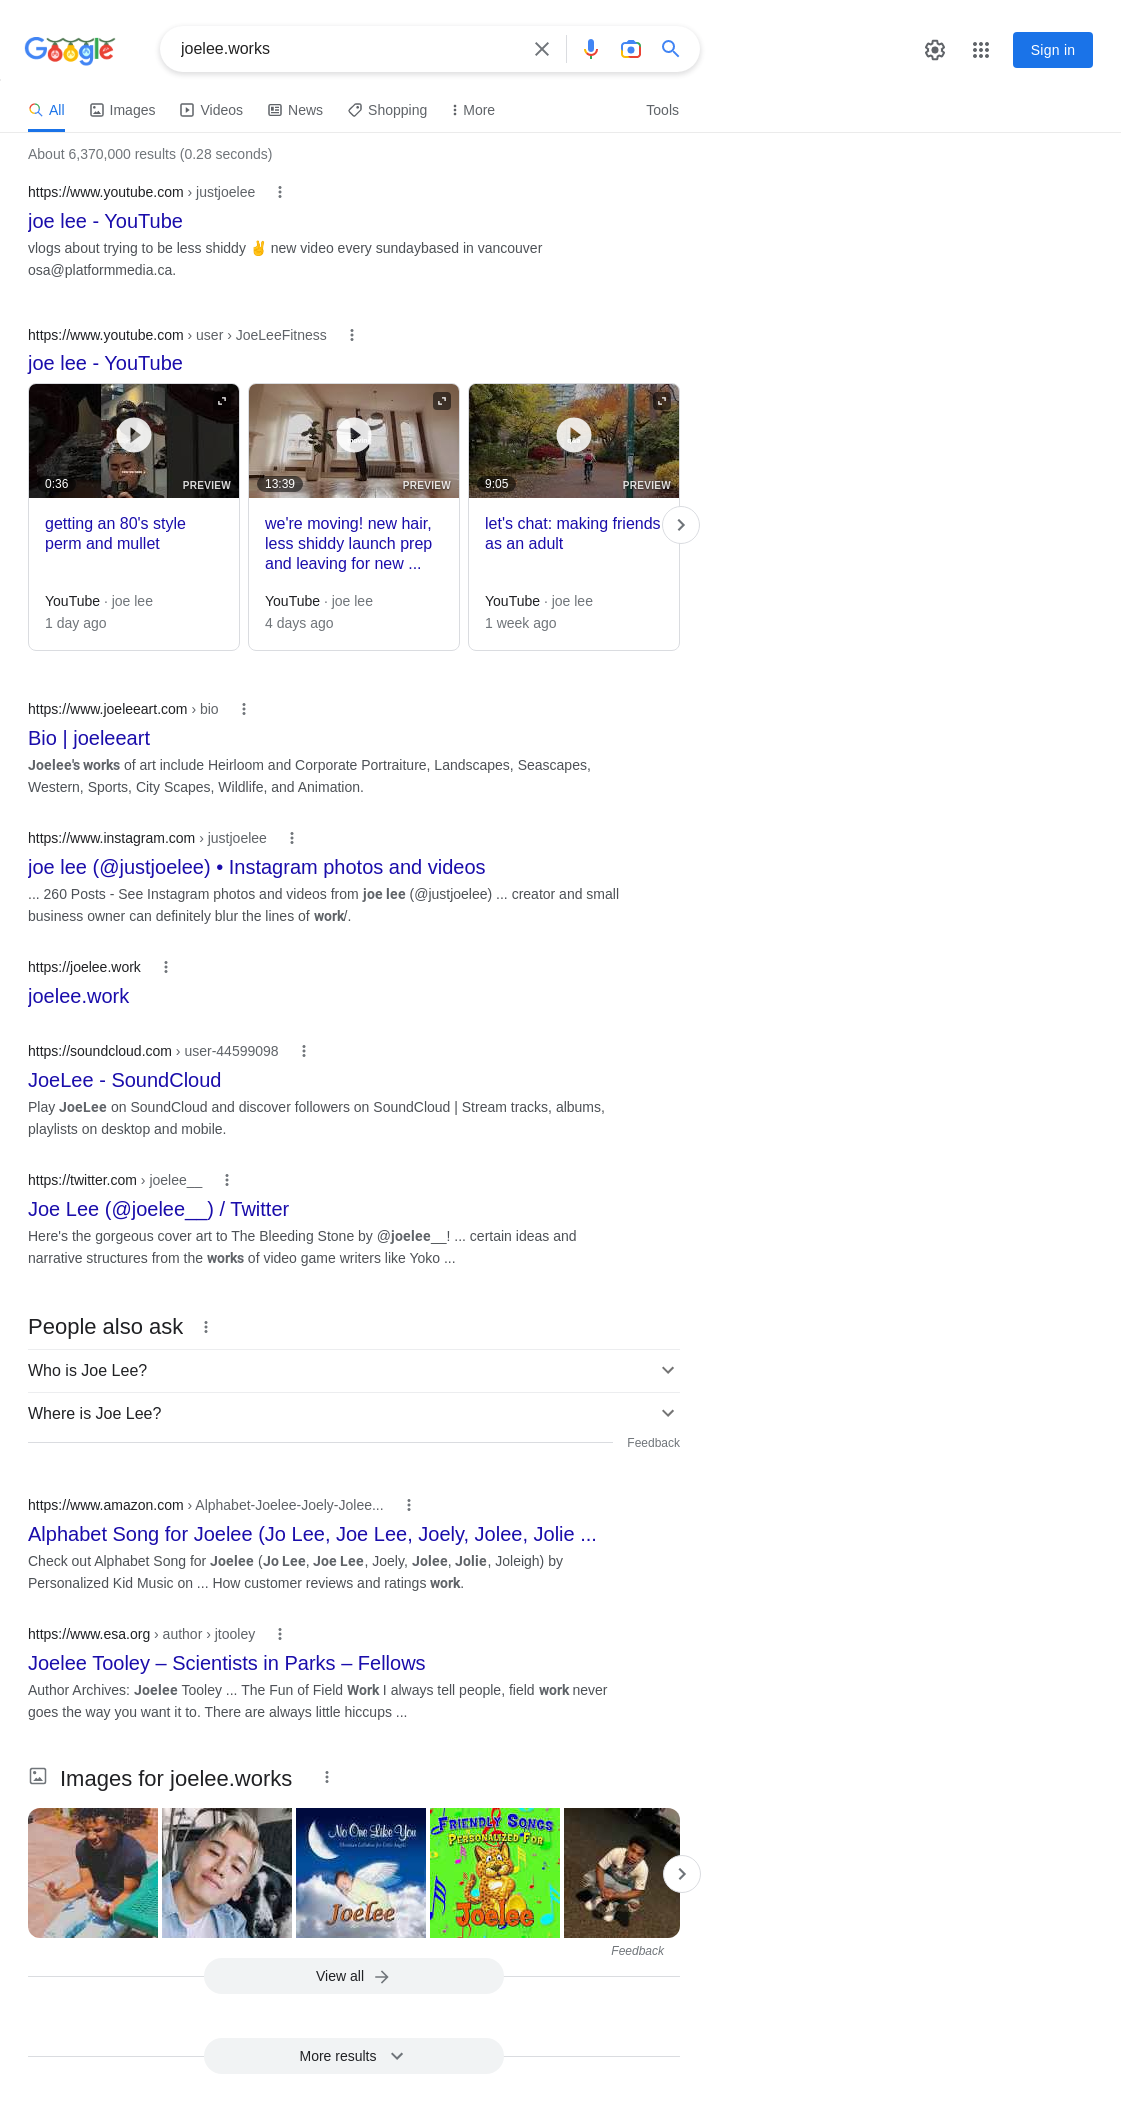 Google
joelee.works
Sign in
All
Images
Videos
News
Shopping
More
Tools
About 6,370,000 results (0.28 seconds)
https://www.youtube.com › justjoelee
joe lee - YouTube
vlogs about trying to be less shiddy ✌ new video every sundaybased in vancouver
osa@platformmedia.ca.
https://www.youtube.com › user › JoeLeeFitness
joe lee - YouTube
0:36
PREVIEW
13:39
PREVIEW
9:05
PREVIEW
getting an 80's style
perm and mullet
YouTube · joe lee
1 day ago
we're moving! new hair,
less shiddy launch prep
and leaving for new ...
YouTube · joe lee
4 days ago
let's chat: making friends
as an adult
YouTube · joe lee
1 week ago
https://www.joeleeart.com › bio
Bio | joeleeart
Joelee's works of art include Heirloom and Corporate Portraiture, Landscapes, Seascapes,
Western, Sports, City Scapes, Wildlife, and Animation.
https://www.instagram.com › justjoelee
joe lee (@justjoelee) • Instagram photos and videos
... 260 Posts - See Instagram photos and videos from joe lee (@justjoelee) ... creator and small
business owner can definitely blur the lines of work/.
https://joelee.work
joelee.work
https://soundcloud.com › user-44599098
JoeLee - SoundCloud
Play JoeLee on SoundCloud and discover followers on SoundCloud | Stream tracks, albums,
playlists on desktop and mobile.
https://twitter.com › joelee__
Joe Lee (@joelee__) / Twitter
Here's the gorgeous cover art to The Bleeding Stone by @joelee__! ... certain ideas and
narrative structures from the works of video game writers like Yoko ...
People also ask
Who is Joe Lee?
Where is Joe Lee?
Feedback
https://www.amazon.com › Alphabet-Joelee-Joely-Jolee...
Alphabet Song for Joelee (Jo Lee, Joe Lee, Joely, Jolee, Jolie ...
Check out Alphabet Song for Joelee (Jo Lee, Joe Lee, Joely, Jolee, Jolie, Joleigh) by
Personalized Kid Music on ... How customer reviews and ratings work.
https://www.esa.org › author › jtooley
Joelee Tooley – Scientists in Parks – Fellows
Author Archives: Joelee Tooley ... The Fun of Field Work I always tell people, field work never
goes the way you want it to. There are always little hiccups ...
Images for joelee.works
No One Like You
Joelee
FRIENDLY SONGS
PERSONALIZED FOR
Joelee
Feedback
View all
More results